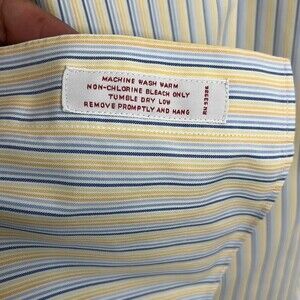 MACHINE WASH WARM
NON-CHLORINE BLEACH ONLY
TUMBLE DRY LOW
REMOVE PROMPTLY AND HANG